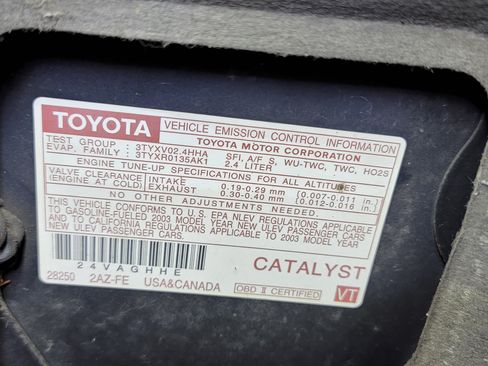 TOYOTA VEHICLE EMISSION CONTROL INFORMATION
TEST GROUP : 3TYXV02.4HHA TOYOTA MOTOR CORPORATION
EVAP. FAMILY : 3TYXR0135AK1 SFI, A/F S, WU-TWC, TWC, HO2S
2.4 LITER
ENGINE TUNE-UP SPECIFICATIONS FOR ALL ALTITUDES
VALVE CLEARANCE INTAKE 0.19-0.29 mm (0.007-0.011 in.)
(ENGINE AT COLD) EXHAUST 0.30-0.40 mm (0.012-0.016 in.)
NO OTHER ADJUSTMENTS NEEDED.
THIS VEHICLE CONFORMS TO U.S. EPA NLEV REGULATIONS APPLICABLE
TO GASOLINE-FUELED 2003 MODEL YEAR NEW ULEV PASSENGER CARS
AND TO CALIFORNIA REGULATIONS APPLICABLE TO 2003 MODEL YEAR
NEW ULEV PASSENGER CARS.
24VAGHHE
CATALYST
28250 2AZ-FE USA&CANADA OBD II CERTIFIED VT